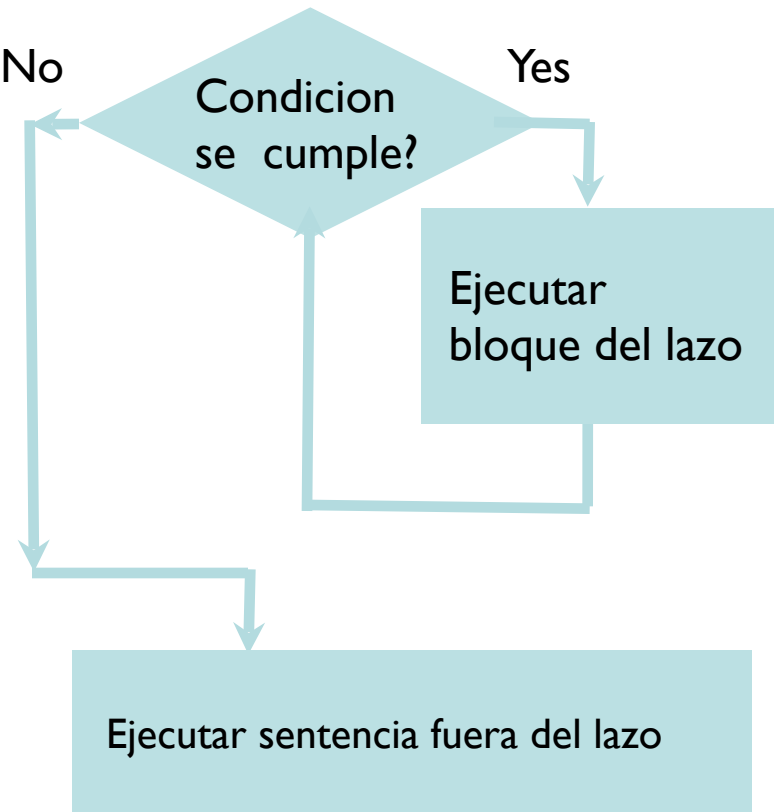 No
Yes
Condicion
se cumple?
Ejecutar
bloque del lazo
Ejecutar sentencia fuera del lazo